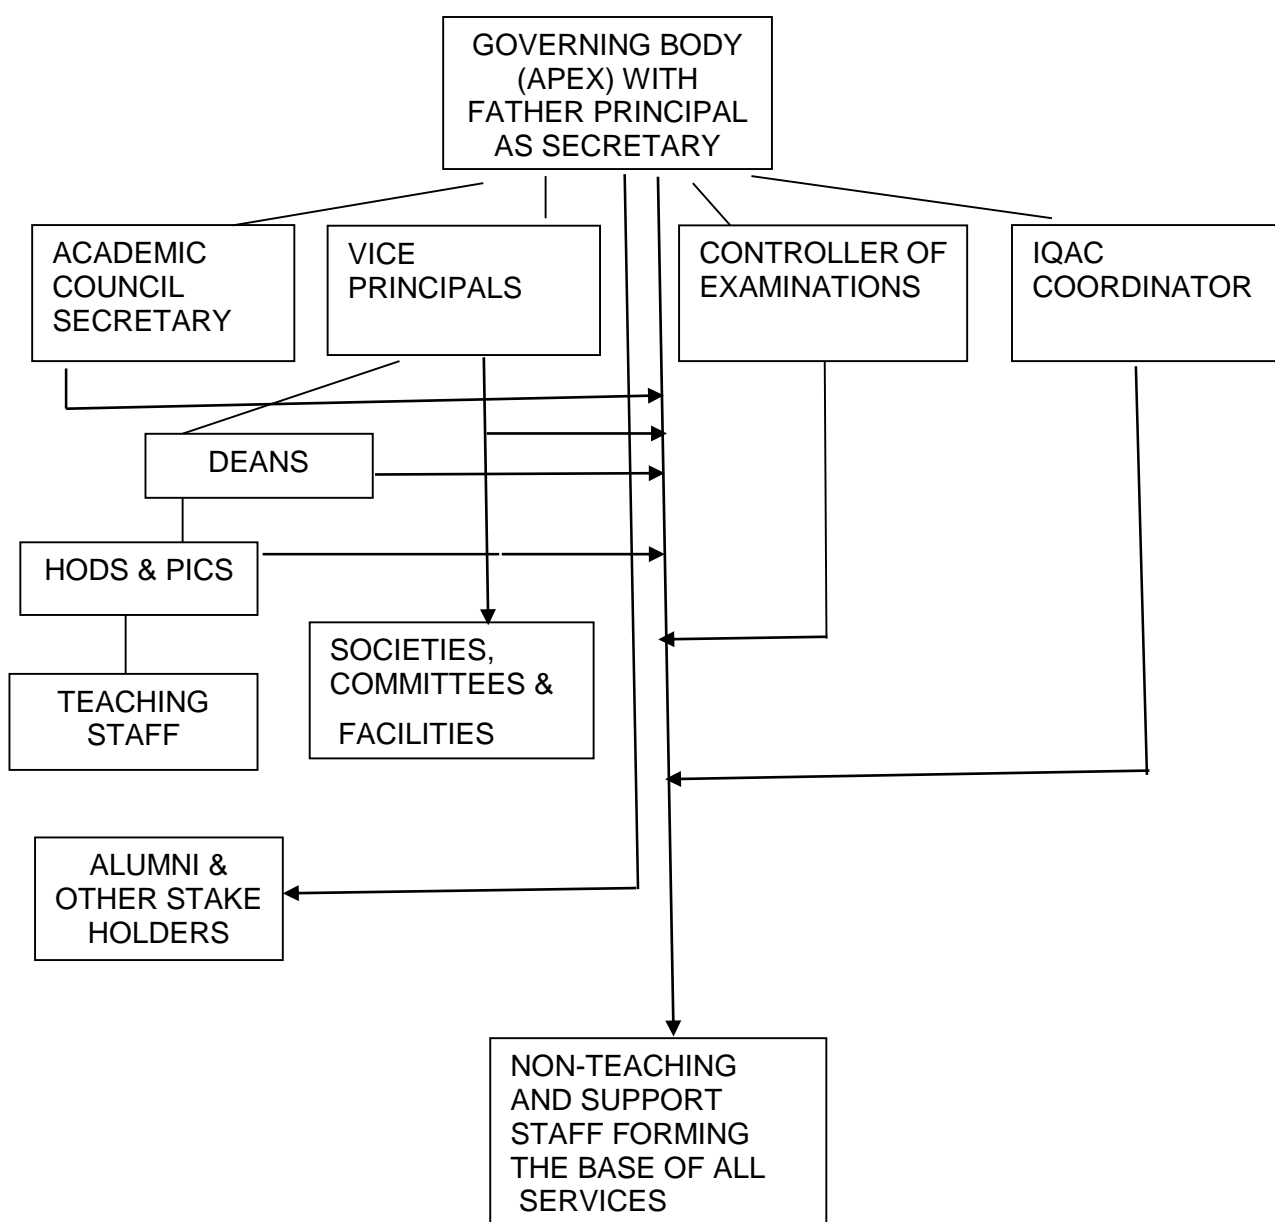 GOVERNING BODY
(APEX) WITH
FATHER PRINCIPAL
AS SECRETARY
ACADEMIC
COUNCIL
SECRETARY
VICE
PRINCIPALS
CONTROLLER OF
EXAMINATIONS
IQAC
COORDINATOR
DEANS
HODS & PICS
TEACHING
STAFF
SOCIETIES,
COMMITTEES &
FACILITIES
ALUMNI &
OTHER STAKE
HOLDERS
NON-TEACHING
AND SUPPORT
STAFF FORMING
THE BASE OF ALL
SERVICES